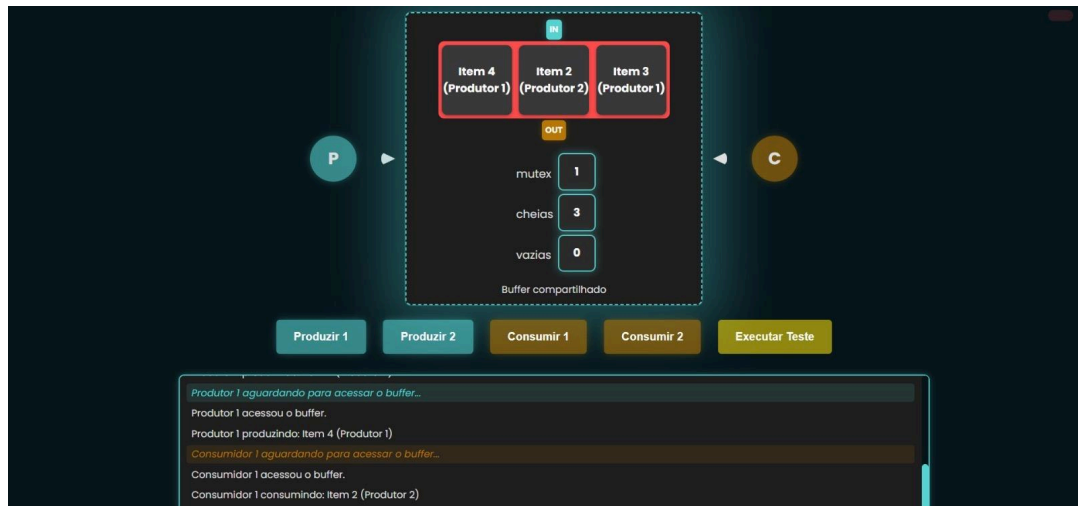 IN
Item 4 Item 2 Item 3
(Produtor 1) (Produtor 2) (Produtor 1)
OUT
P
C
mutex 1
cheias 3
vazias 0
Buffer compartilhado
Produzir 1 Produzir 2 Consumir 1 Consumir 2 Executar Teste
Produtor 1 aguardando para acessar o buffer...
Produtor 1 acessou o buffer.
Produtor 1 produzindo: Item 4 (Produtor 1)
Consumidor 1 aguardando para acessar o buffer...
Consumidor 1 acessou o buffer.
Consumidor 1 consumindo: Item 2 (Produtor 2)